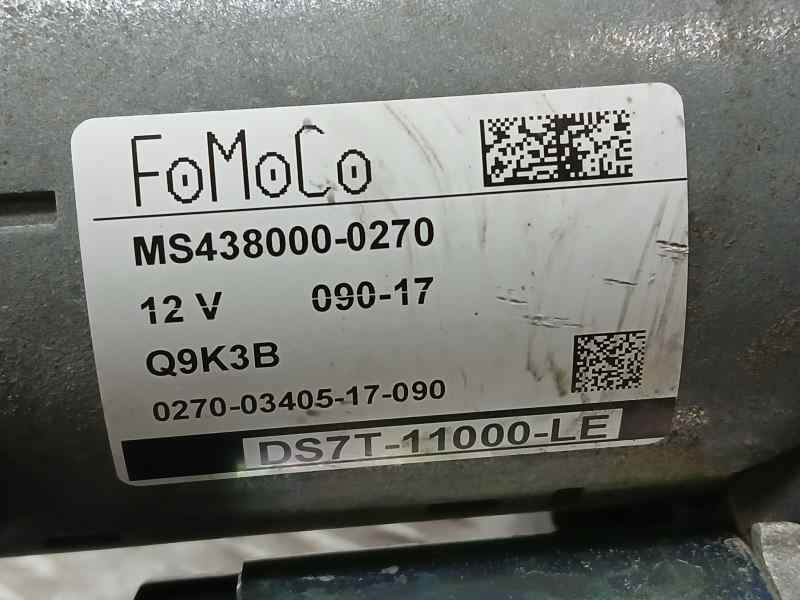 FoMoCo
MS438000-0270
12 V 090-17
Q9K3B
0270-03405-17-090
DS7T-11000-LE